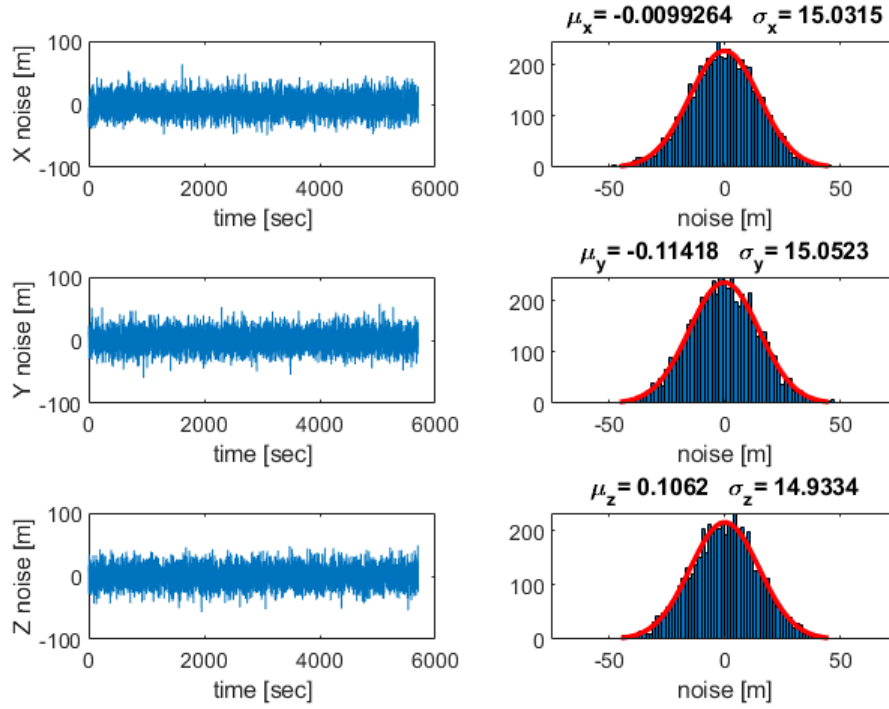 μx= -0.0099264 σx= 15.0315
100
0
-100
X noise [m]
0 2000 4000 6000
time [sec]
200
100
0
-50 0 50
noise [m]
μy= -0.11418 σy= 15.0523
100
0
-100
Y noise [m]
0 2000 4000 6000
time [sec]
200
100
0
-50 0 50
noise [m]
μz= 0.1062 σz= 14.9334
100
0
-100
Z noise [m]
0 2000 4000 6000
time [sec]
200
100
0
-50 0 50
noise [m]